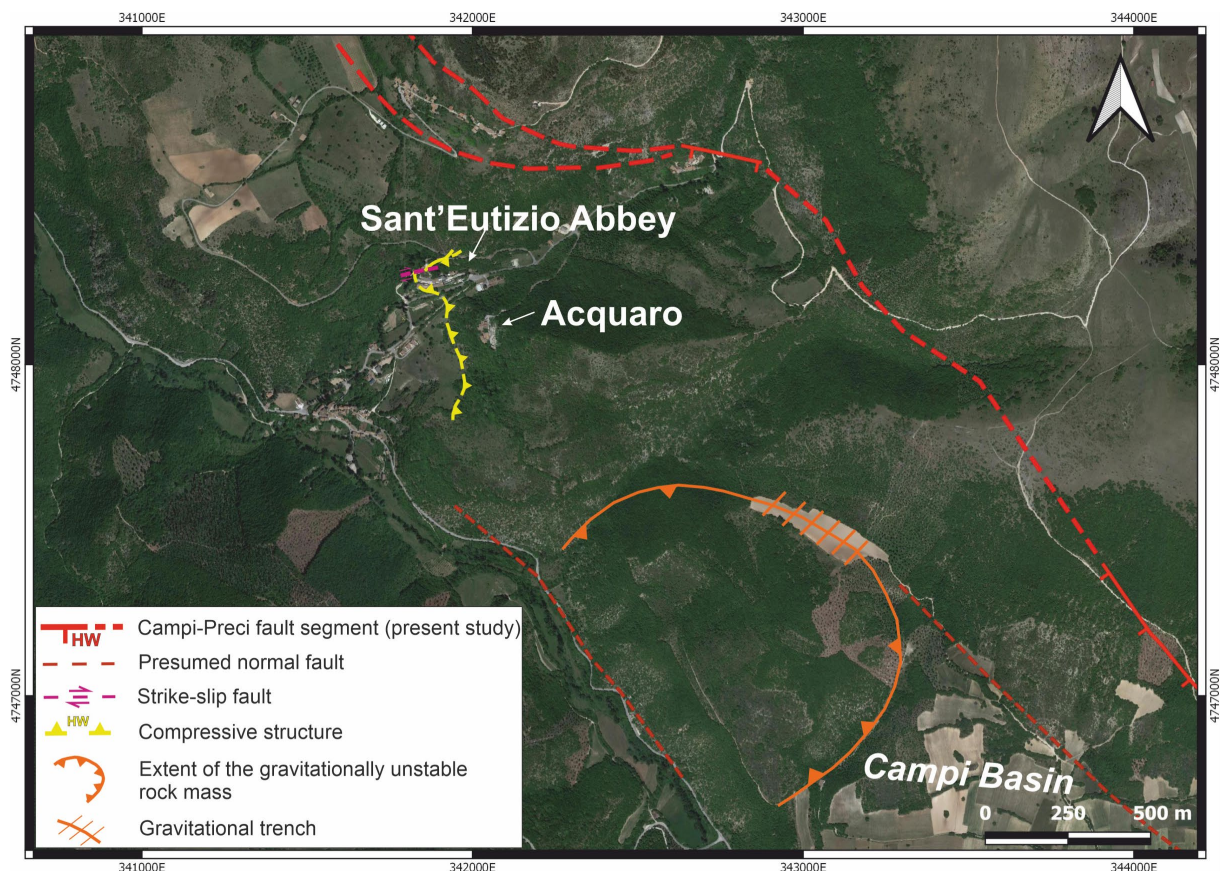 341000E 342000E 343000E 344000E
Sant'Eutizio Abbey
Acquaro
4748000N 4748000N
HW Campi-Preci fault segment (present study)
Presumed normal fault
Strike-slip fault
HW
Compressive structure
Extent of the gravitationally unstable
rock mass
Gravitational trench
4747000N 4747000N
Campi Basin
0 250 500 m
341000E 342000E 343000E 344000E